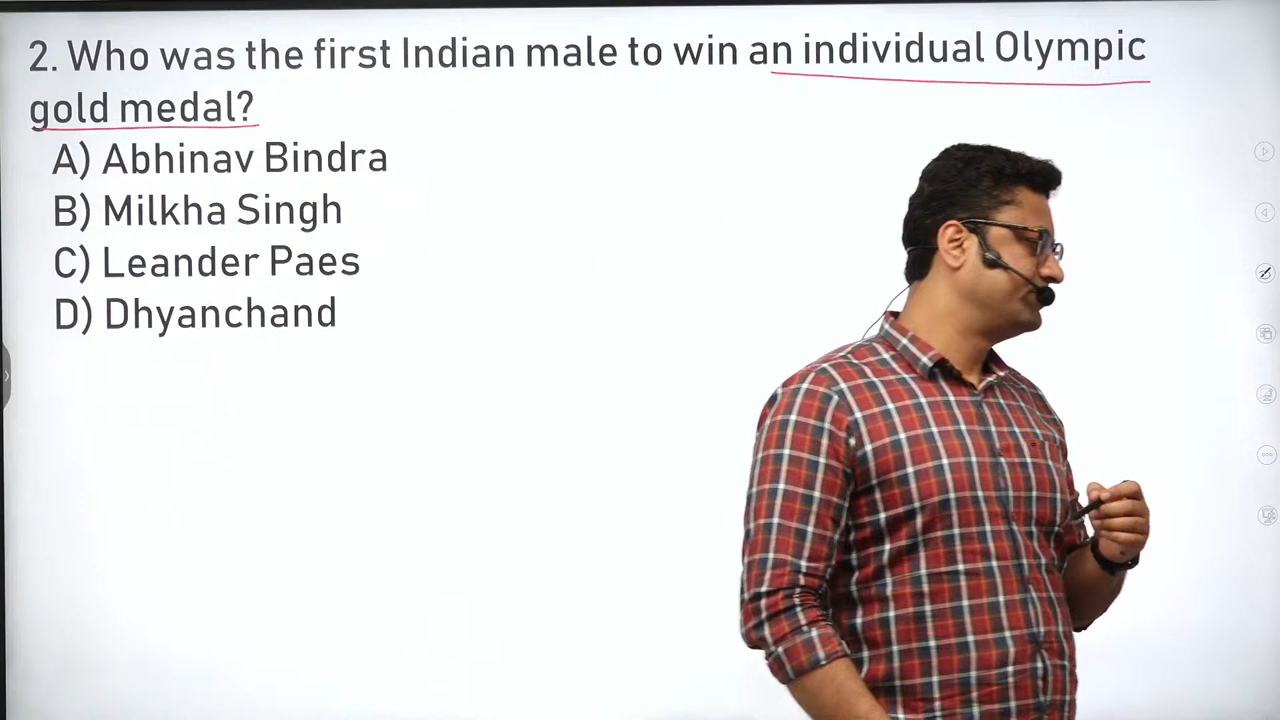 2. Who was the first Indian male to win an individual Olympic
gold medal?
A) Abhinav Bindra
B) Milkha Singh
C) Leander Paes
D) Dhyanchand